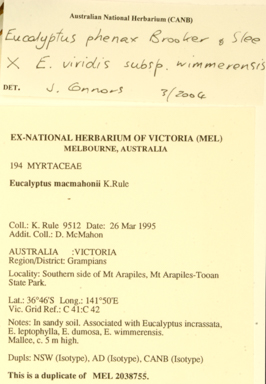 Australian National Herbarium (CANB)
Eucalyptus phenax Brooker & Slee
X E. viridis subsp. wimmerensis
DET. J. Connors 3/2004
EX-NATIONAL HERBARIUM OF VICTORIA (MEL)
MELBOURNE, AUSTRALIA
194 MYRTACEAE
Eucalyptus macmahonii K.Rule
Coll.: K. Rule 9512 Date: 26 Mar 1995
Addit. Coll.: D. McMahon
AUSTRALIA :VICTORIA
Region/District: Grampians
Locality: Southern side of Mt Arapiles, Mt Arapiles-Tooan
State Park.
Lat.: 36°46'S Long.: 141°50'E
Vic. Grid Ref.: C 41:C 42
Notes: In sandy soil. Associated with Eucalyptus incrassata,
E. leptophylla, E. dumosa, E. wimmerensis.
Mallee, c. 5 m high.
Dupls: NSW (Isotype), AD (Isotype), CANB (Isotype)
This is a duplicate of MEL 2038755.